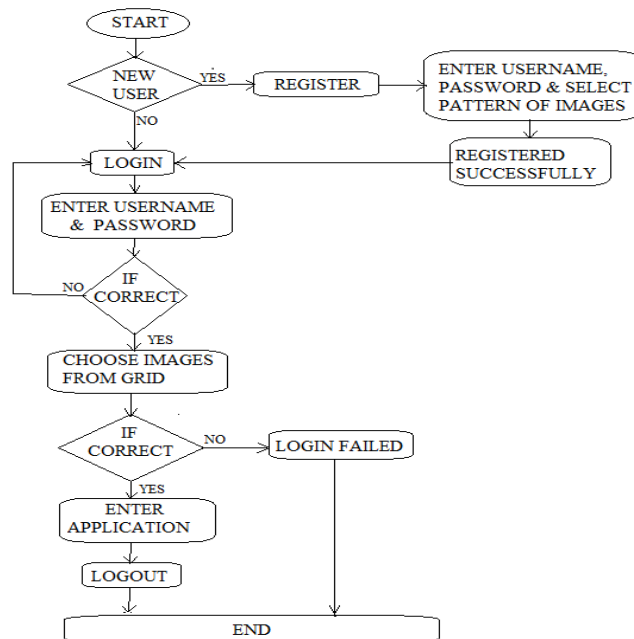 START
NEW
USER
YES
REGISTER
ENTER USERNAME,
PASSWORD & SELECT
PATTERN OF IMAGES
NO
LOGIN
REGISTERED
SUCCESSFULLY
ENTER USERNAME
& PASSWORD
IF
CORRECT
NO
YES
CHOOSE IMAGES
FROM GRID
IF
CORRECT
NO
LOGIN FAILED
YES
ENTER
APPLICATION
LOGOUT
END